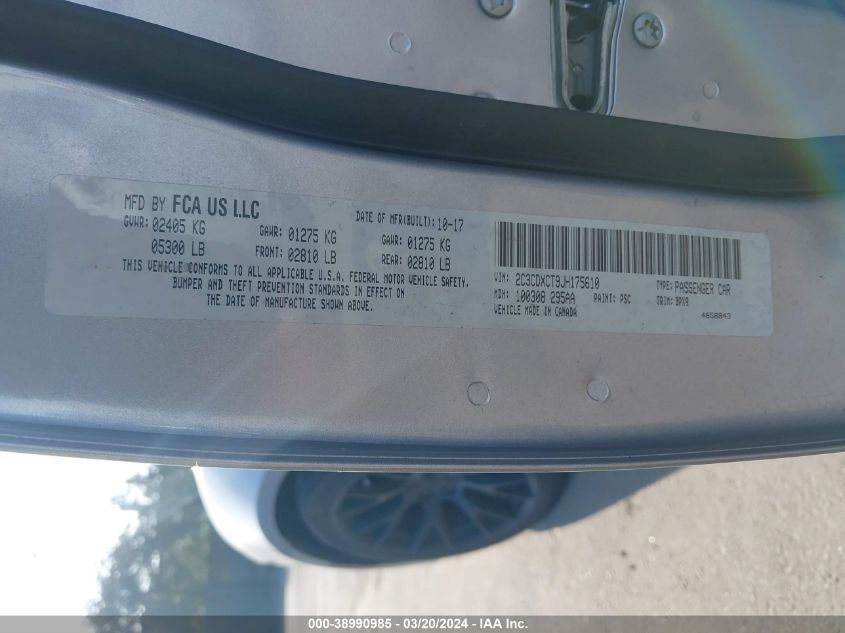 MFD BY FCA US LLC
GVWR: 02405 KG
05300 LB
GAWR: 01275 KG
FRONT: 02810 LB
DATE OF MFR(BUILT): 10-17
GAWR: 01275 KG
REAR: 02810 LB
THIS VEHICLE CONFORMS TO ALL APPLICABLE U.S.A. FEDERAL MOTOR VEHICLE SAFETY,
BUMPER AND THEFT PREVENTION STANDARDS IN EFFECT ON
THE DATE OF MANUFACTURE SHOWN ABOVE.
VIN: 2C3CDXCT9JH175610 TYPE: PASSENGER CAR
MDH: 100308 295AA PAINT: PSC TRIM: BPX9
VEHICLE MADE IN CANADA 4658843
000-38990985 - 03/20/2024 - IAA Inc.